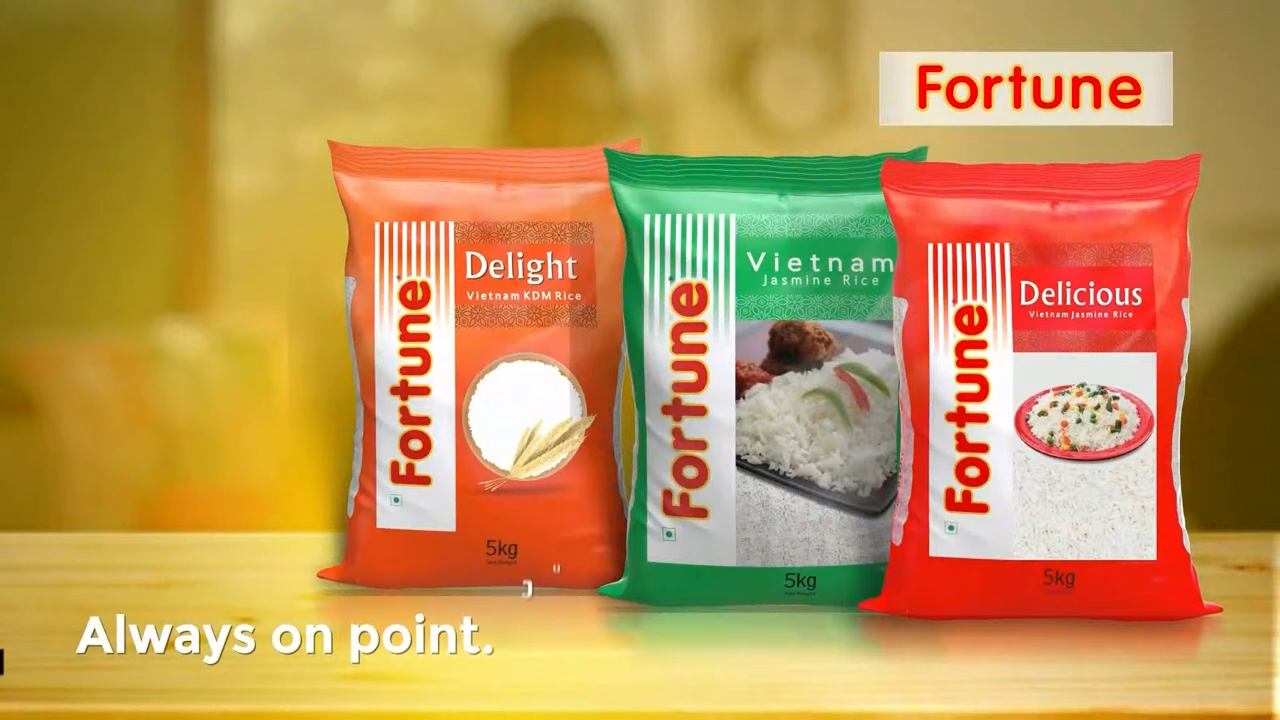 Fortune
Fortune
Delight
Vietnam KDM Rice
5kg
Fortune
Vietnam
Jasmine Rice
5kg
Fortune
Delicious
Vietnam Jasmine Rice
5kg
Always on point.